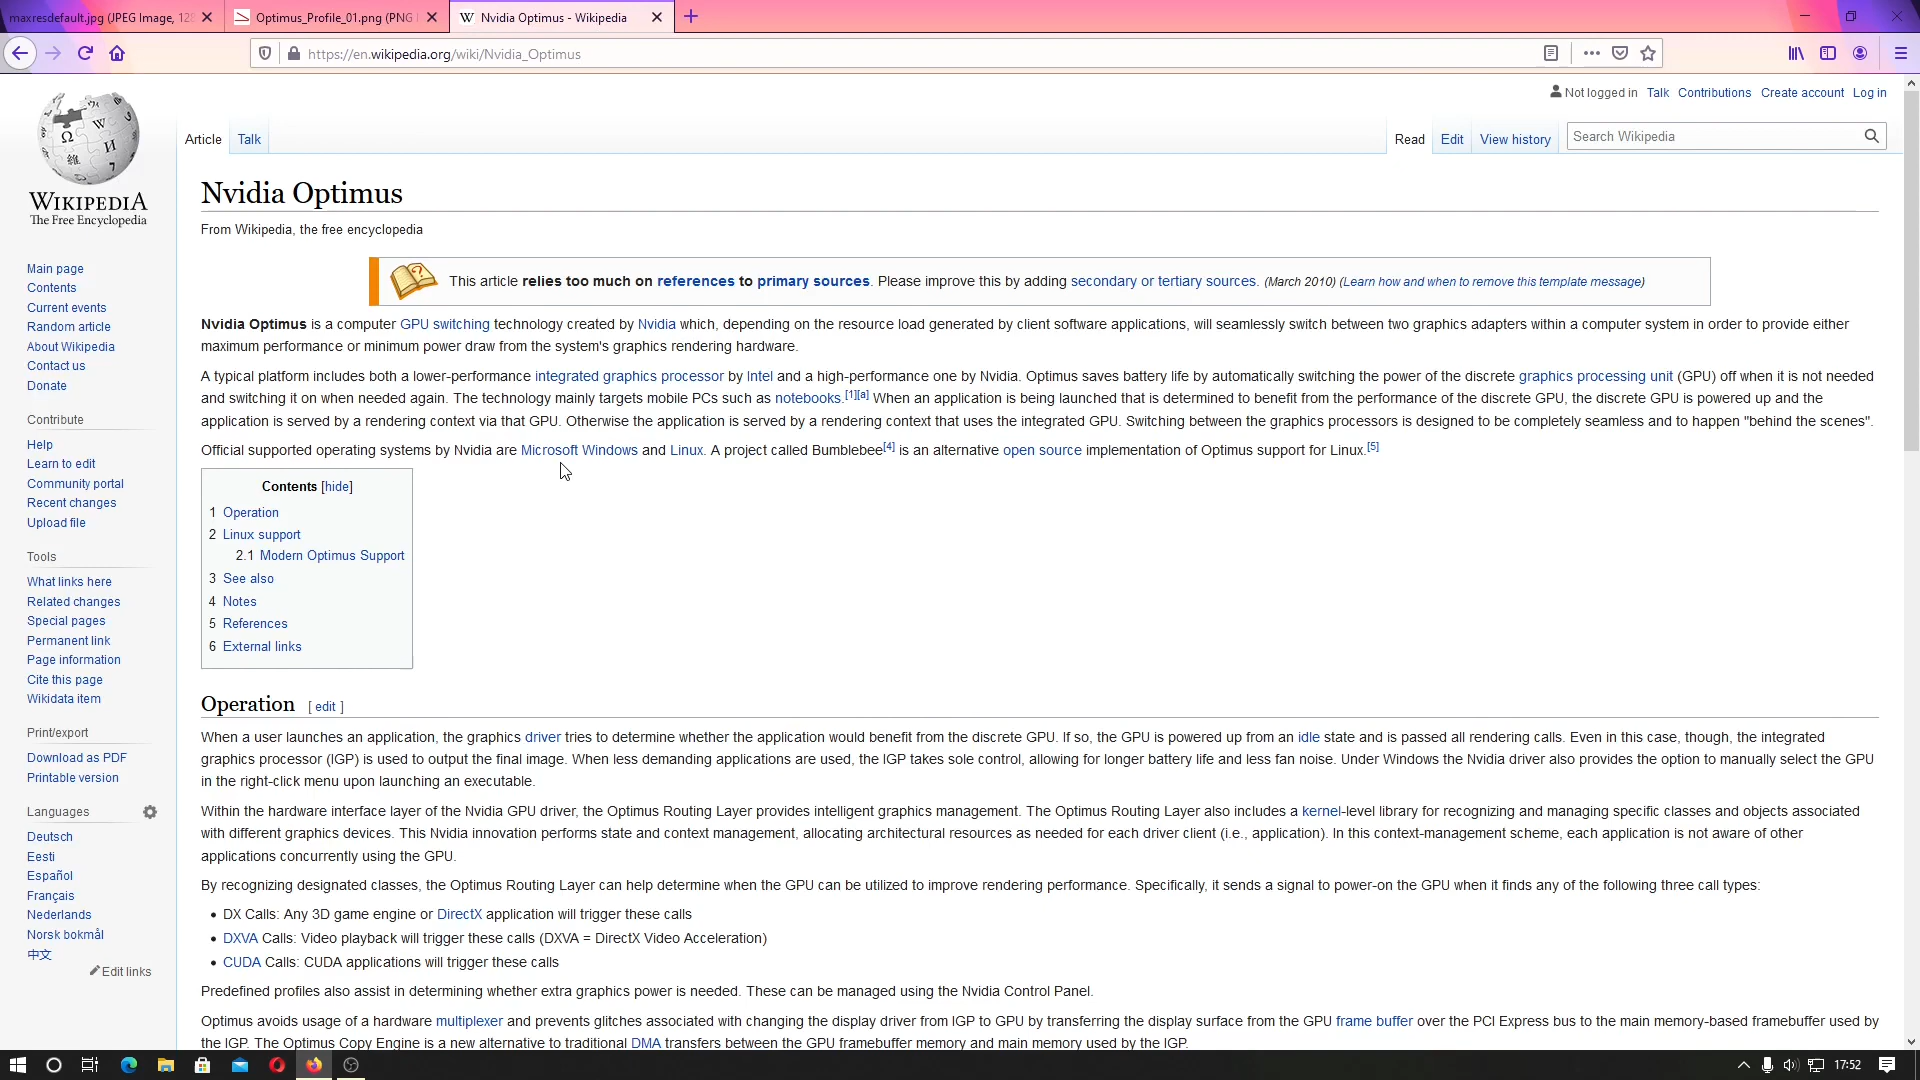 maxresdefault.jpg (JPEG Image, 128
Optimus_Profile_01.png (PNG I
Nvidia Optimus - Wikipedia
https://en.wikipedia.org/wiki/Nvidia_Optimus
Not logged in Talk Contributions Create account Log in
Article Talk
Read Edit View history
Search Wikipedia
WIKIPEDIA
The Free Encyclopedia
Main page
Contents
Current events
Random article
About Wikipedia
Contact us
Donate
Contribute
Help
Learn to edit
Community portal
Recent changes
Upload file
Tools
What links here
Related changes
Special pages
Permanent link
Page information
Cite this page
Wikidata item
Print/export
Download as PDF
Printable version
Languages
Deutsch
Eesti
Español
Français
Nederlands
Norsk bokmål
中文
Edit links
Nvidia Optimus
From Wikipedia, the free encyclopedia
This article relies too much on references to primary sources. Please improve this by adding secondary or tertiary sources. (March 2010) (Learn how and when to remove this template message)
Nvidia Optimus is a computer GPU switching technology created by Nvidia which, depending on the resource load generated by client software applications, will seamlessly switch between two graphics adapters within a computer system in order to provide either
maximum performance or minimum power draw from the system's graphics rendering hardware.
A typical platform includes both a lower-performance integrated graphics processor by Intel and a high-performance one by Nvidia. Optimus saves battery life by automatically switching the power of the discrete graphics processing unit (GPU) off when it is not needed
and switching it on when needed again. The technology mainly targets mobile PCs such as notebooks.[1][a] When an application is being launched that is determined to benefit from the performance of the discrete GPU, the discrete GPU is powered up and the
application is served by a rendering context via that GPU. Otherwise the application is served by a rendering context that uses the integrated GPU. Switching between the graphics processors is designed to be completely seamless and to happen "behind the scenes".
Official supported operating systems by Nvidia are Microsoft Windows and Linux. A project called Bumblebee[4] is an alternative open source implementation of Optimus support for Linux.[5]
Contents [hide]
1 Operation
2 Linux support
2.1 Modern Optimus Support
3 See also
4 Notes
5 References
6 External links
Operation [ edit ]
When a user launches an application, the graphics driver tries to determine whether the application would benefit from the discrete GPU. If so, the GPU is powered up from an idle state and is passed all rendering calls. Even in this case, though, the integrated
graphics processor (IGP) is used to output the final image. When less demanding applications are used, the IGP takes sole control, allowing for longer battery life and less fan noise. Under Windows the Nvidia driver also provides the option to manually select the GPU
in the right-click menu upon launching an executable.
Within the hardware interface layer of the Nvidia GPU driver, the Optimus Routing Layer provides intelligent graphics management. The Optimus Routing Layer also includes a kernel-level library for recognizing and managing specific classes and objects associated
with different graphics devices. This Nvidia innovation performs state and context management, allocating architectural resources as needed for each driver client (i.e., application). In this context-management scheme, each application is not aware of other
applications concurrently using the GPU.
By recognizing designated classes, the Optimus Routing Layer can help determine when the GPU can be utilized to improve rendering performance. Specifically, it sends a signal to power-on the GPU when it finds any of the following three call types:
• DX Calls: Any 3D game engine or DirectX application will trigger these calls
• DXVA Calls: Video playback will trigger these calls (DXVA = DirectX Video Acceleration)
• CUDA Calls: CUDA applications will trigger these calls
Predefined profiles also assist in determining whether extra graphics power is needed. These can be managed using the Nvidia Control Panel.
Optimus avoids usage of a hardware multiplexer and prevents glitches associated with changing the display driver from IGP to GPU by transferring the display surface from the GPU frame buffer over the PCI Express bus to the main memory-based framebuffer used by
the IGP. The Optimus Copy Engine is a new alternative to traditional DMA transfers between the GPU framebuffer memory and main memory used by the IGP.
17:52